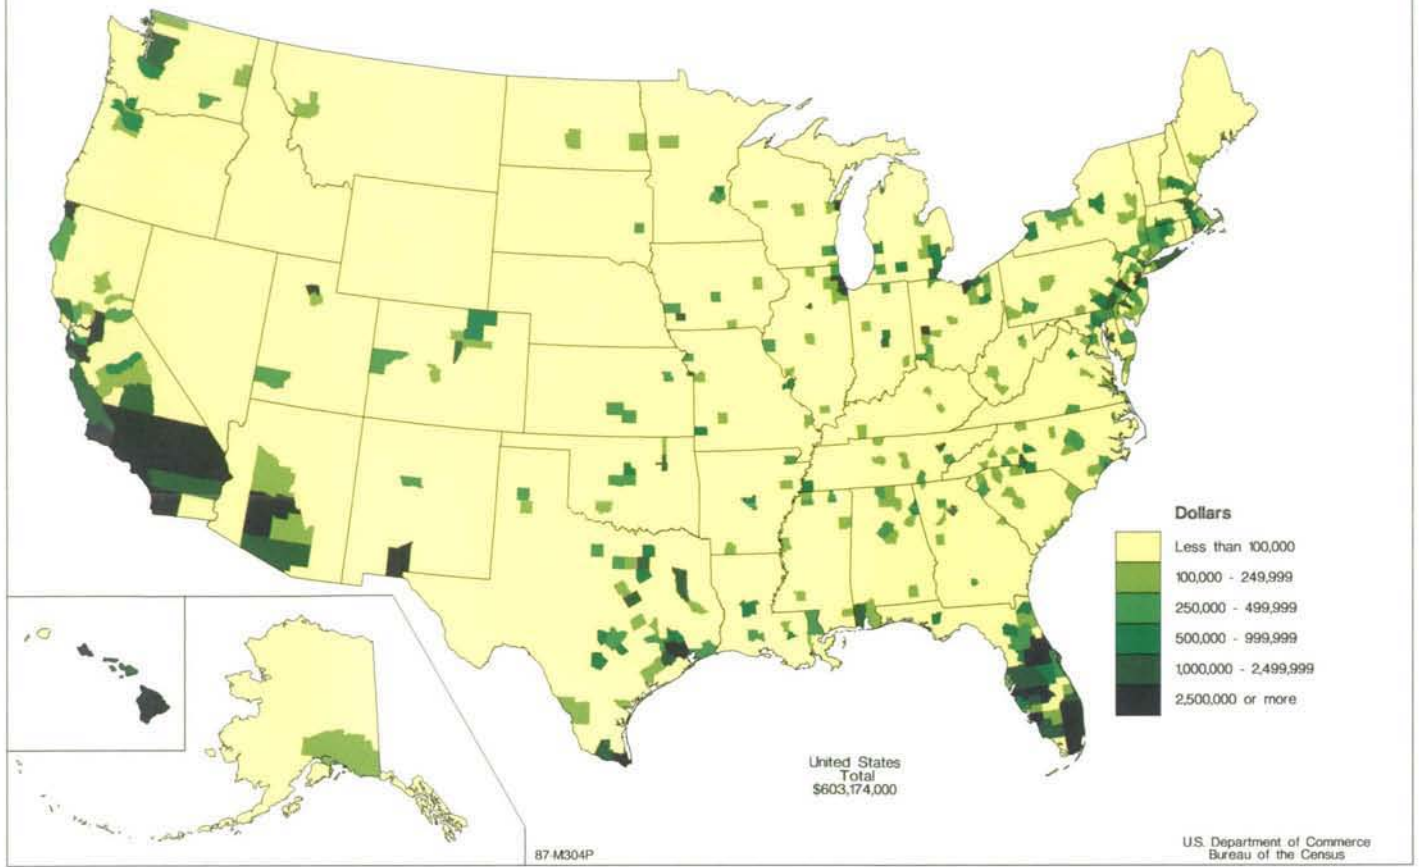 Dollars
Less than 100,000
100,000 - 249,999
250,000 - 499,999
500,000 - 999,999
1,000,000 - 2,499,999
2,500,000 or more
United States
Total
$603,174,000
87-M304P
U.S. Department of Commerce
Bureau of the Census